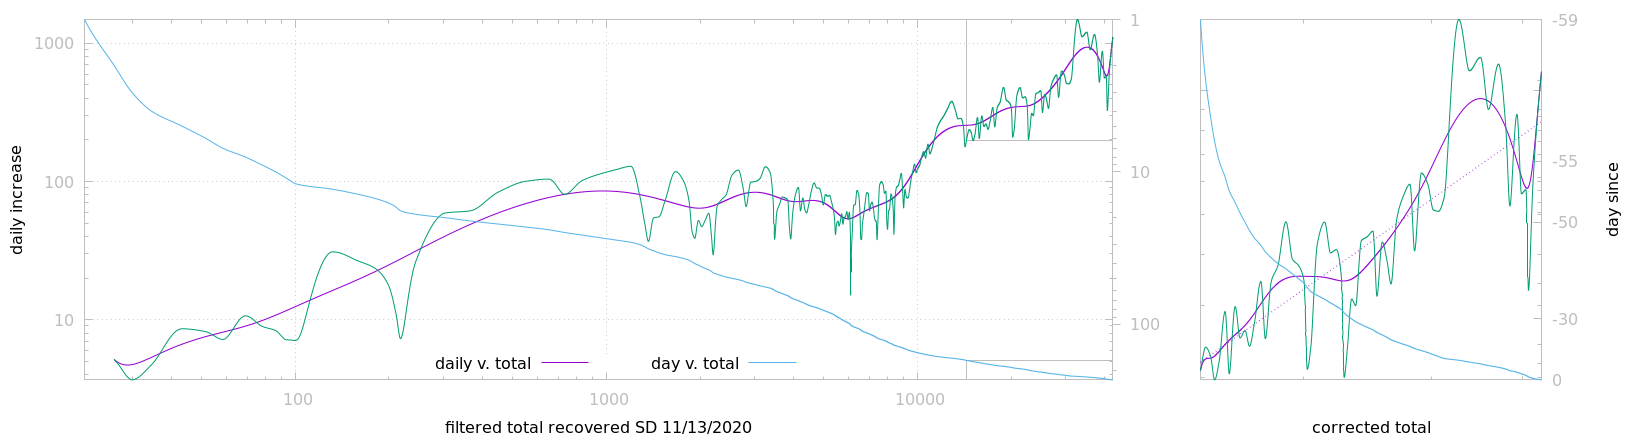 1000
100
10
daily increase
100
1000
10000
1
10
100
daily v. total
day v. total
filtered total recovered SD 11/13/2020
-59
-55
-50
-30
0
day since
corrected total